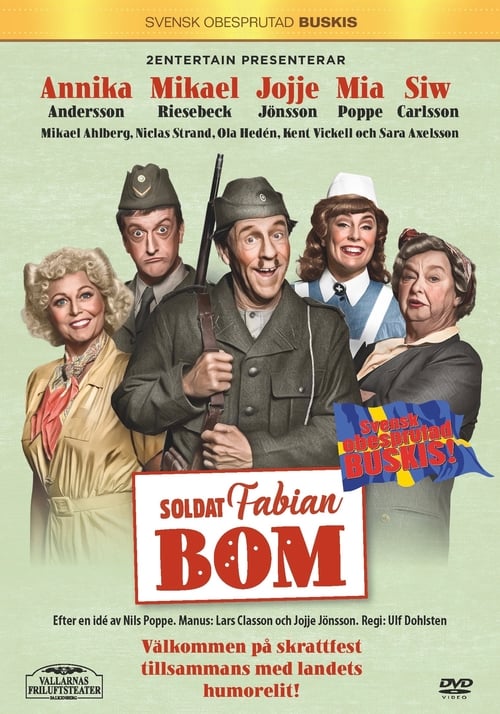 SVENSK OBESPRUTAD BUSKIS
2ENTERTAIN PRESENTERAR
Annika Mikael Jojje Mia Siw
Andersson Riesebeck Jönsson Poppe Carlsson
Mikael Ahlberg, Niclas Strand, Ola Hedén, Kent Vickell och Sara Axelsson
Svensk
obesprutad
BUSKIS!
SOLDAT Fabian
BOM
Efter en idé av Nils Poppe. Manus: Lars Classon och Jojje Jönsson. Regi: Ulf Dohlsten
Välkommen på skrattfest
tillsammans med landets
humorelit!
VALLARNAS
FRILUFTSTEATER
FALKENBERG
DVD
VIDEO